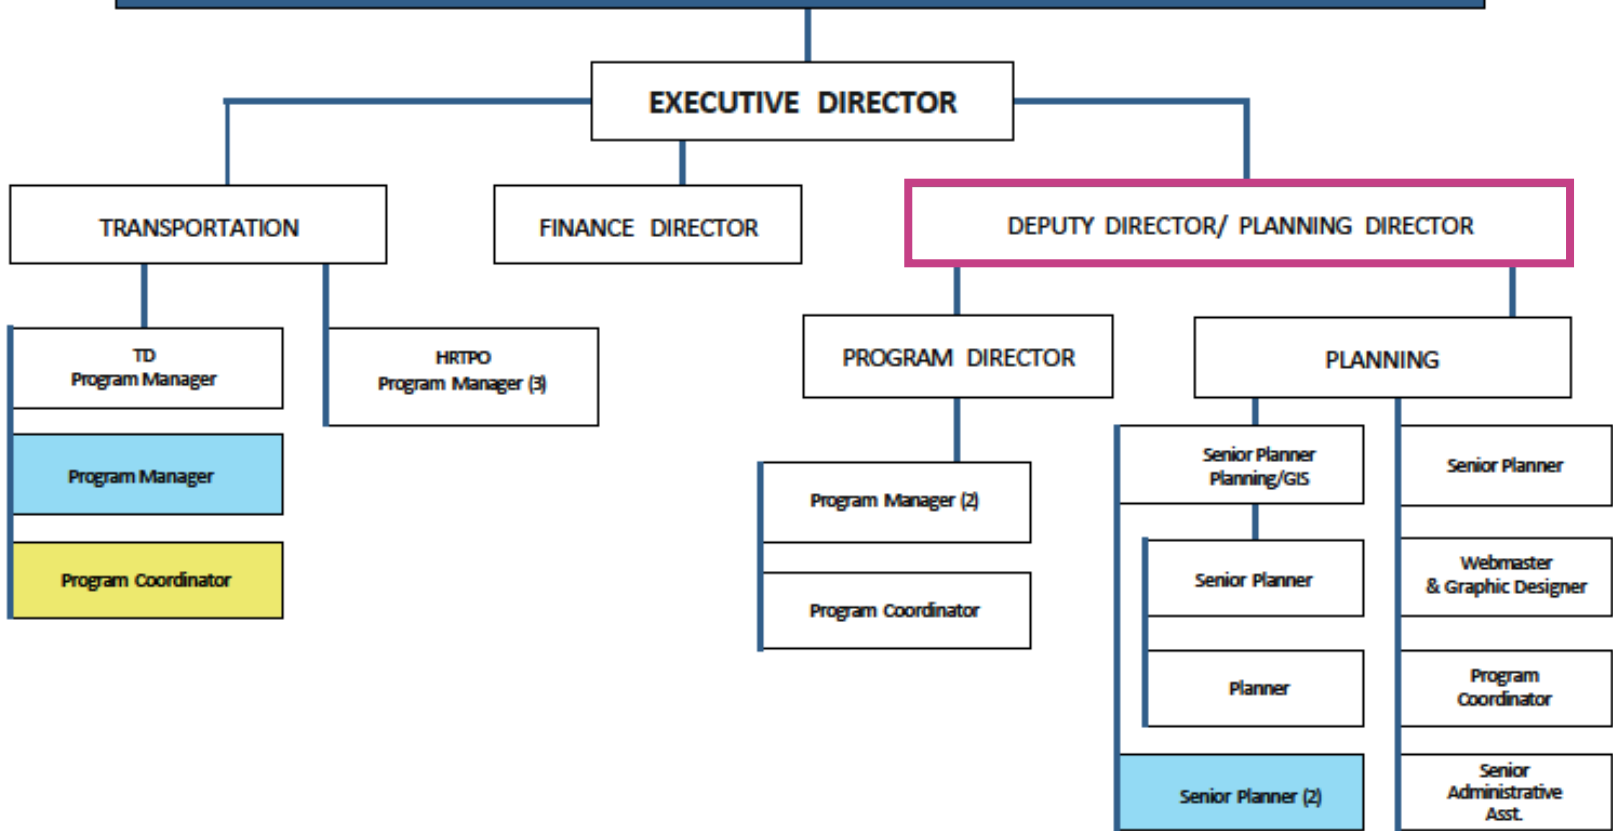 EXECUTIVE DIRECTOR
TRANSPORTATION
FINANCE DIRECTOR
DEPUTY DIRECTOR/ PLANNING DIRECTOR
TD
Program Manager
HRTPO
Program Manager (3)
PROGRAM DIRECTOR
PLANNING
Program Manager
Program Coordinator
Program Manager (2)
Program Coordinator
Senior Planner
Planning/GIS
Senior Planner
Planner
Senior Planner (2)
Senior Planner
Webmaster
& Graphic Designer
Program
Coordinator
Senior
Administrative
Asst.